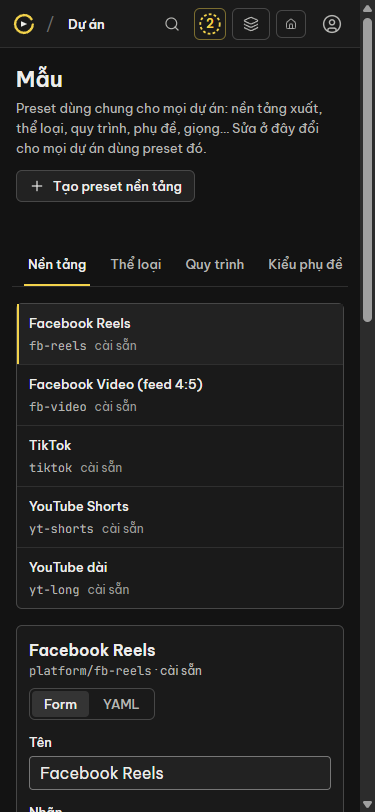 / Dự án 2
Mẫu
Preset dùng chung cho mọi dự án: nền tảng xuất,
thể loại, quy trình, phụ đề, giọng... Sửa ở đây đổi
cho mọi dự án dùng preset đó.
+ Tạo preset nền tảng
Nền tảng Thể loại Quy trình Kiểu phụ đề
Facebook Reels
fb-reels cài sẵn
Facebook Video (feed 4:5)
fb-video cài sẵn
TikTok
tiktok cài sẵn
YouTube Shorts
yt-shorts cài sẵn
YouTube dài
yt-long cài sẵn
Facebook Reels
platform/fb-reels · cài sẵn
Form YAML
Tên
Facebook Reels
Nhãn